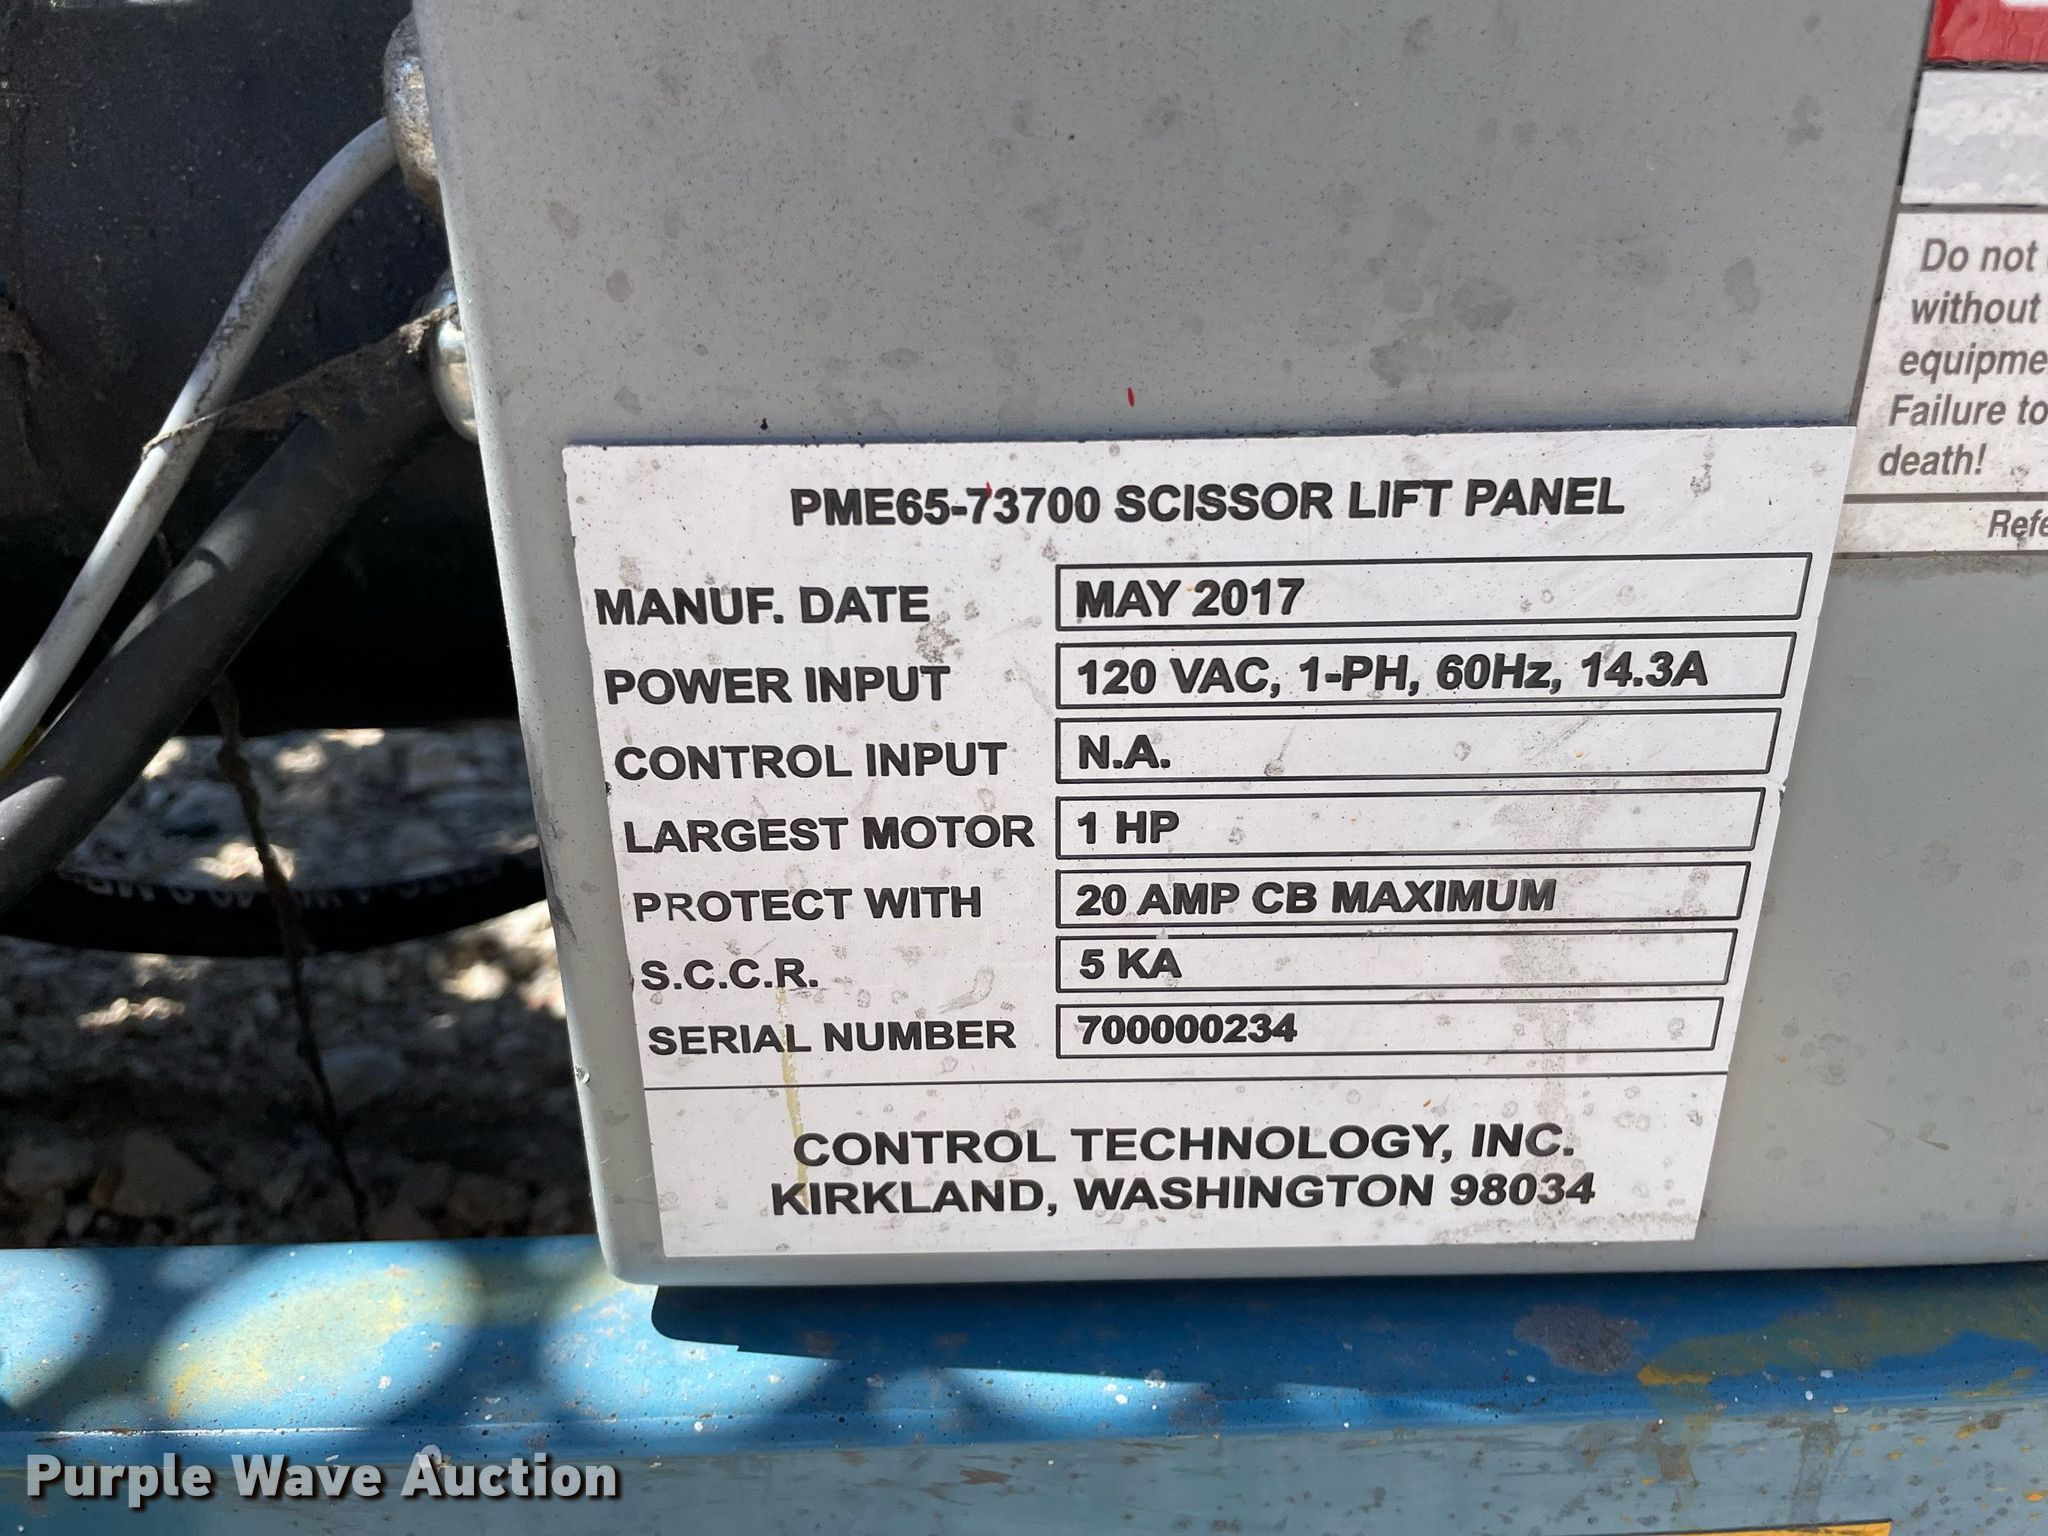 Do not
without
equipme
Failure to
death!
Refe
PME65-73700 SCISSOR LIFT PANEL
MANUF. DATE MAY 2017
POWER INPUT 120 VAC, 1-PH, 60Hz, 14.3A
CONTROL INPUT N.A.
LARGEST MOTOR 1 HP
PROTECT WITH 20 AMP CB MAXIMUM
S.C.C.R. 5 KA
SERIAL NUMBER 700000234
CONTROL TECHNOLOGY, INC.
KIRKLAND, WASHINGTON 98034
Purple Wave Auction